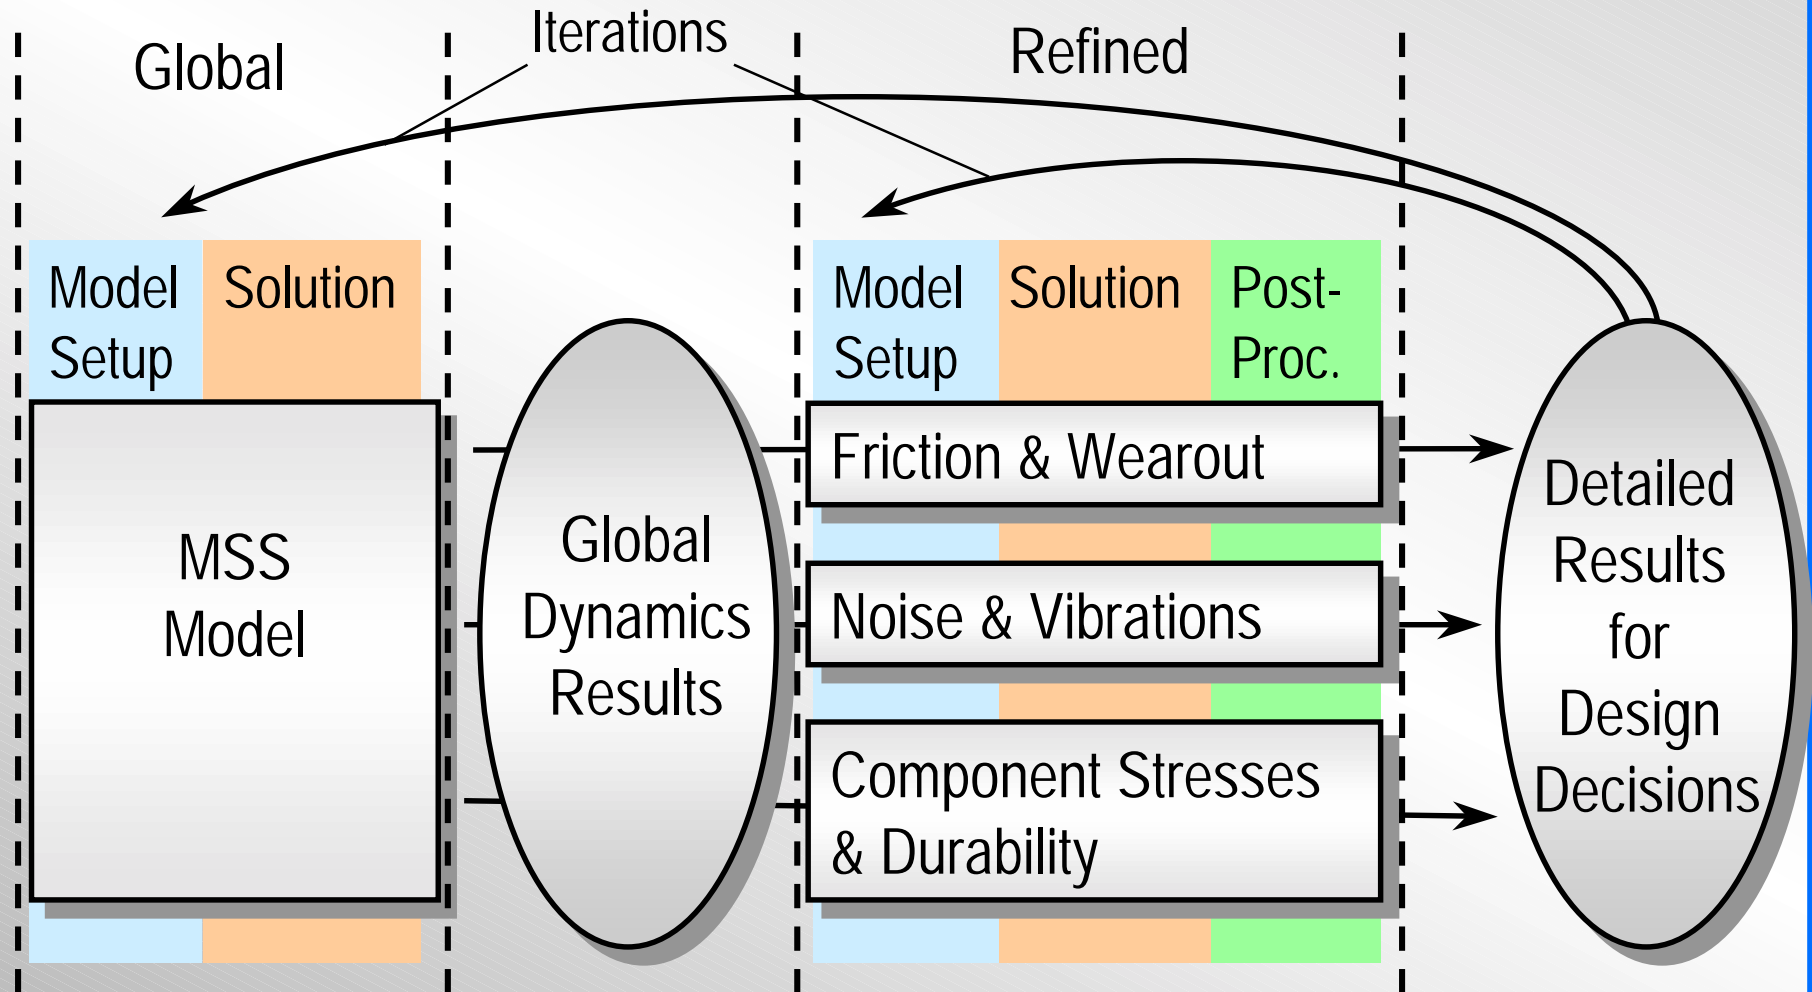 Global
Iterations
Refined
Model
Setup
Solution
Model
Setup
Solution
Post-
Proc.
MSS
Model
Global
Dynamics
Results
Friction & Wearout
Noise & Vibrations
Component Stresses
& Durability
Detailed
Results
for
Design
Decisions